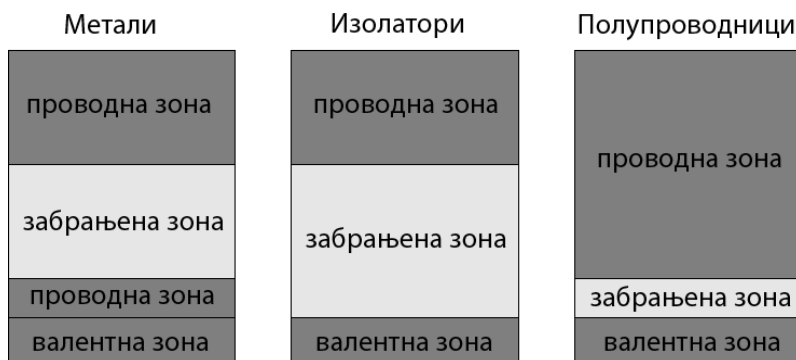 Метали
Изолатори
Полупроводници
проводна зона
забрањена зона
проводна зона
валентна зона
проводна зона
забрањена зона
валентна зона
проводна зона
забрањена зона
валентна зона